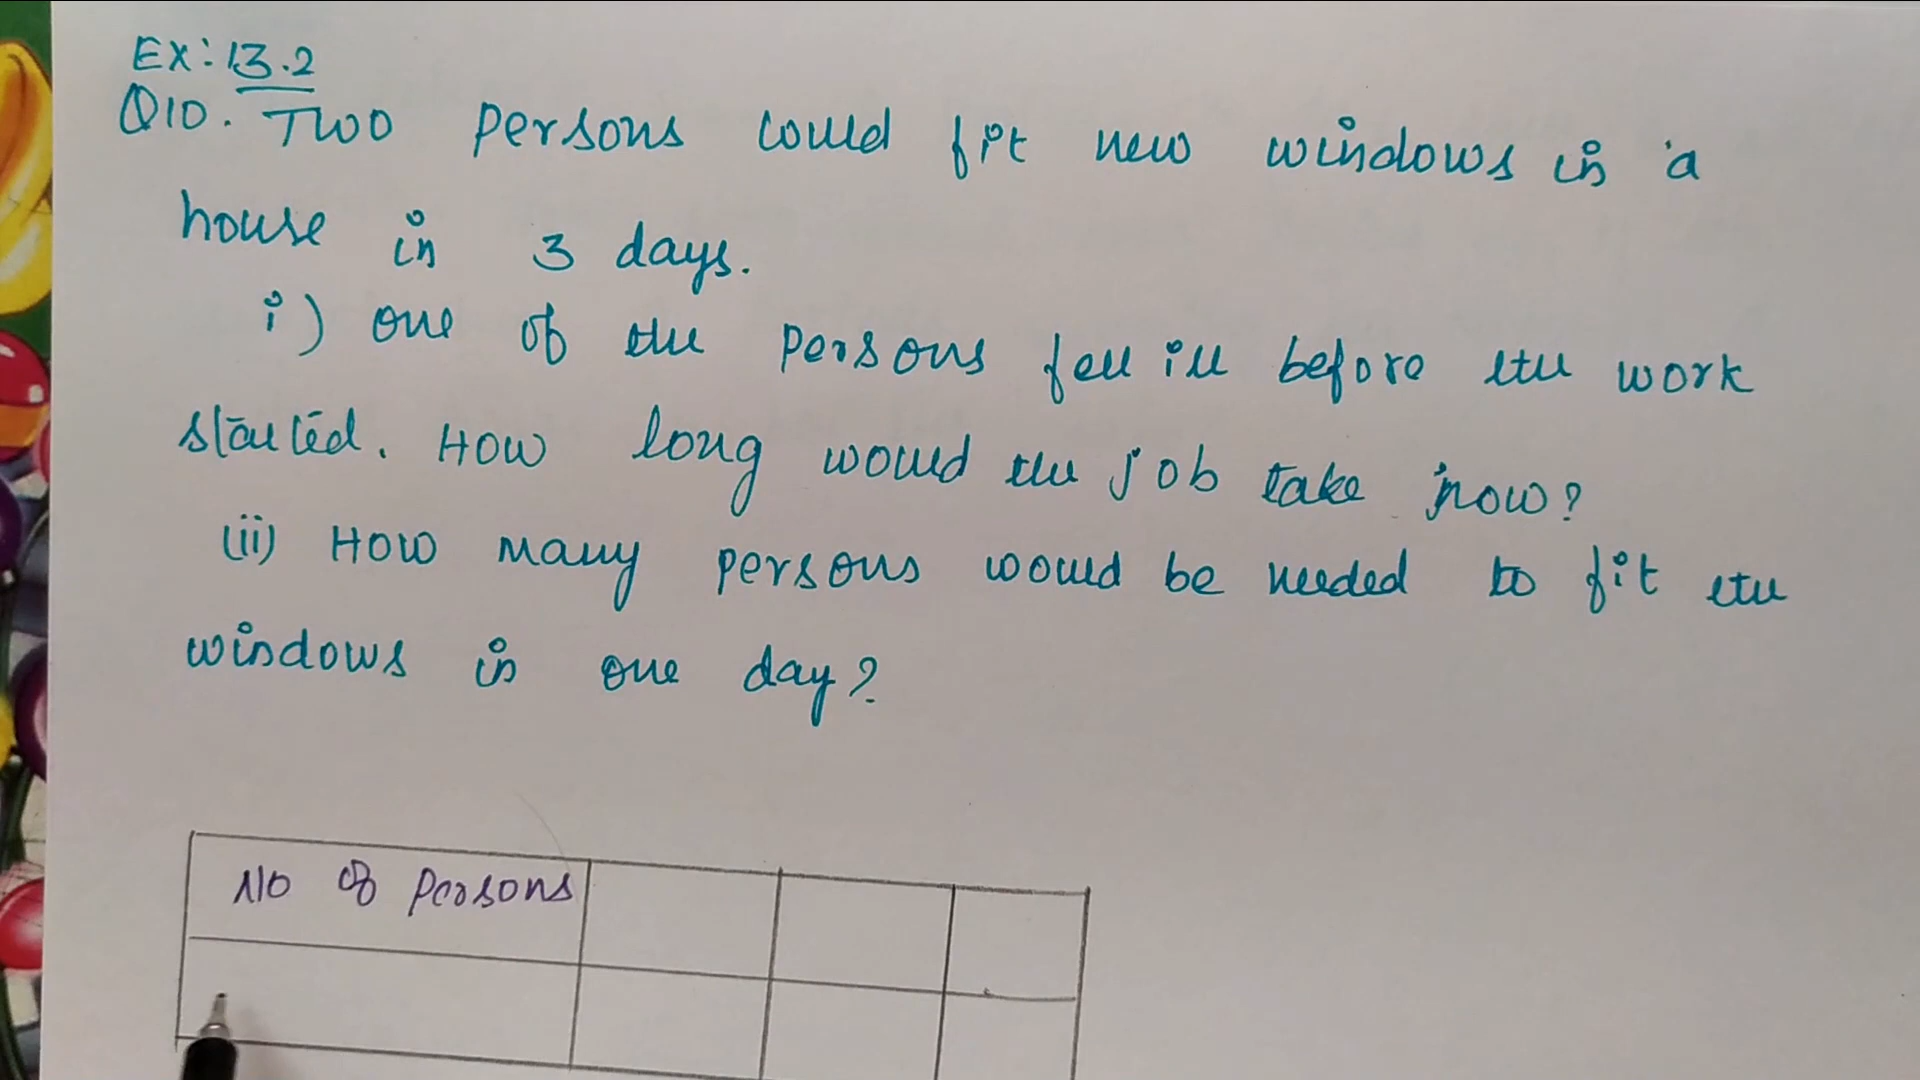 Ex: 13.2
Q10. Two persons could fit new windows in a
house in 3 days.
i) one of the persons fell ill before the work
started. How long would the job take now?
(ii) How many persons would be needed to fit the
windows in one day?
No of persons